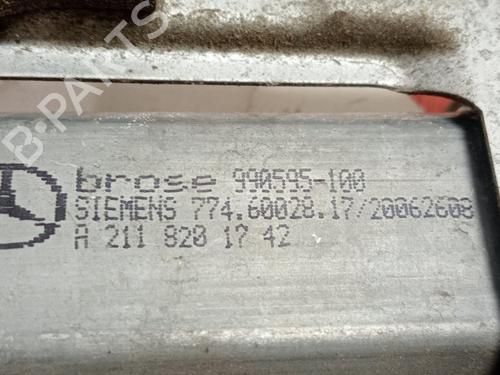 B-PARTS
brose 990595-100
SIEMENS 774.60028.17/20062608
A 211 820 17 42